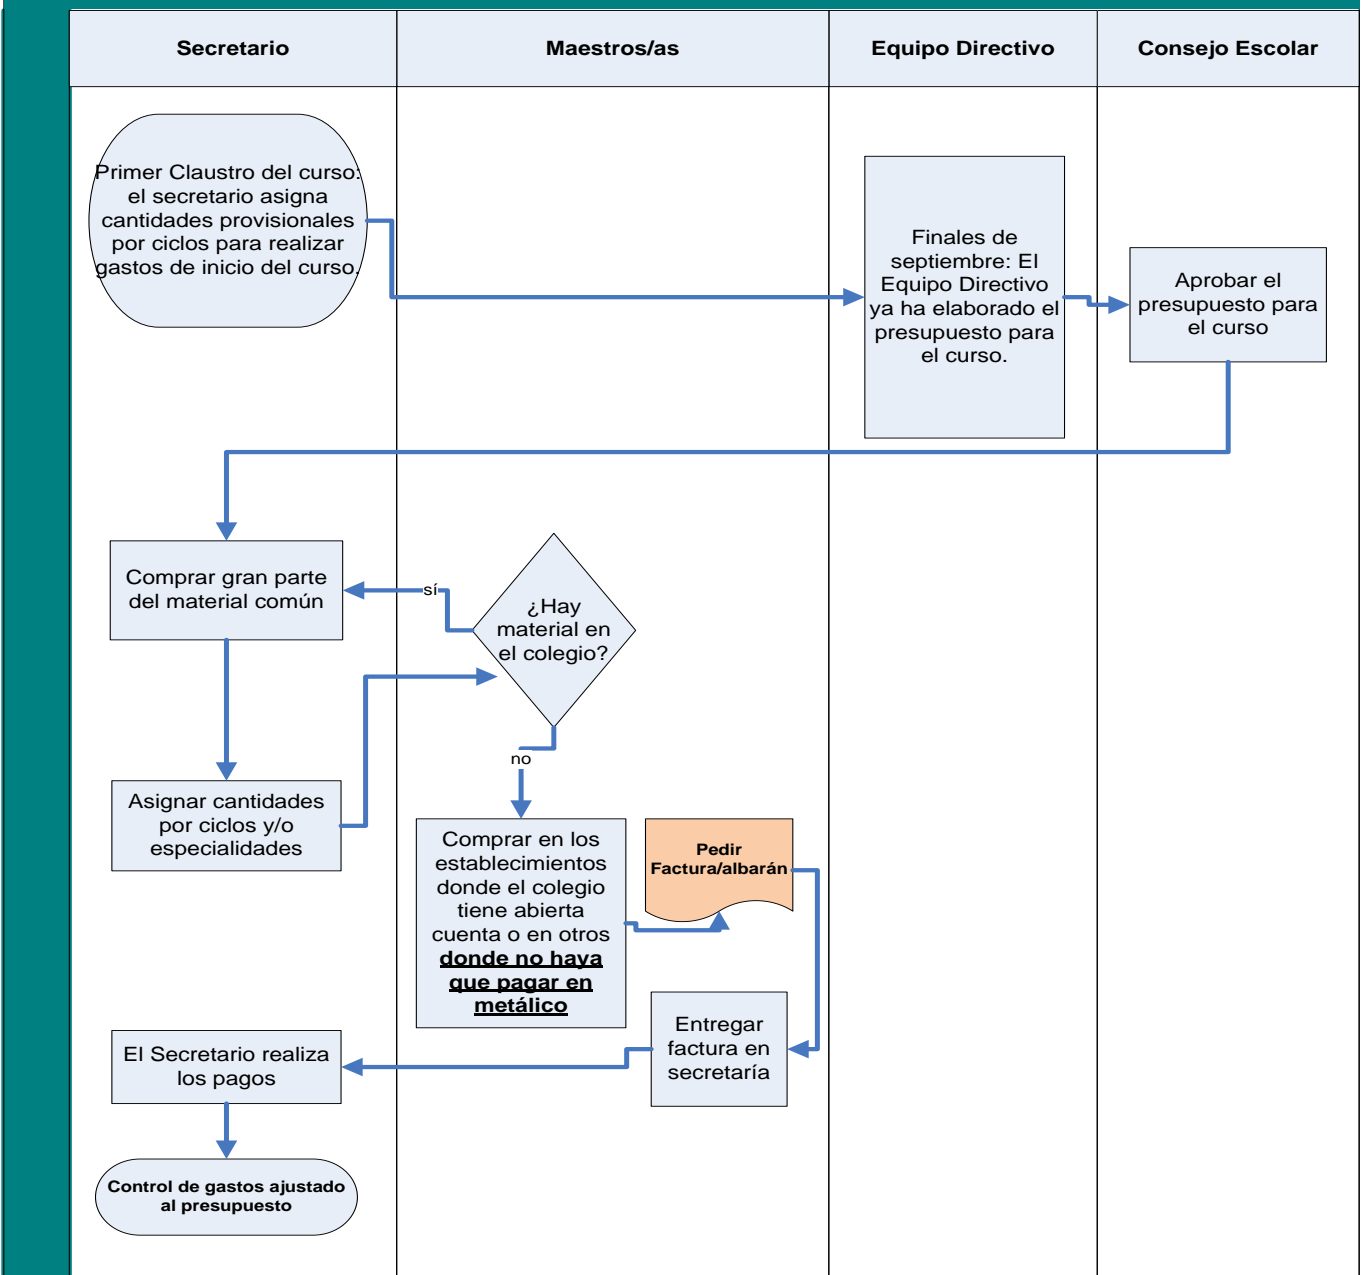 Secretario
Maestros/as
Equipo Directivo
Consejo Escolar
Primer Claustro del curso:
el secretario asigna
cantidades provisionales
por ciclos para realizar
gastos de inicio del curso.
Finales de
septiembre: El
Equipo Directivo
ya ha elaborado el
presupuesto para
el curso.
Aprobar el
presupuesto para
el curso
Comprar gran parte
del material común
sí
¿Hay
material en
el colegio?
no
Asignar cantidades
por ciclos y/o
especialidades
Comprar en los
establecimientos
donde el colegio
tiene abierta
cuenta o en otros
donde no haya
que pagar en
metálico
Pedir
Factura/albarán
Entregar
factura en
secretaría
El Secretario realiza
los pagos
Control de gastos ajustado
al presupuesto